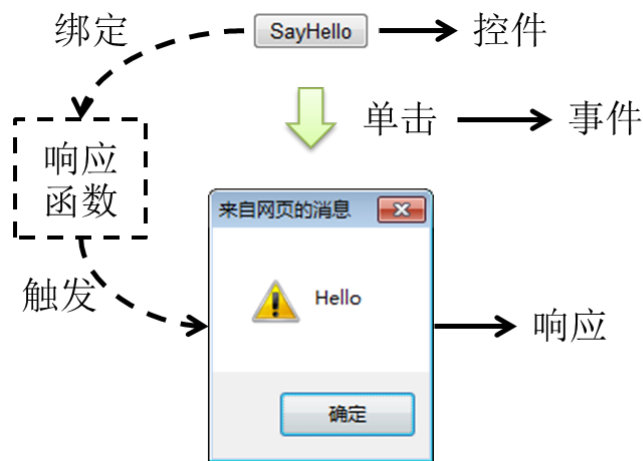 绑定
SayHello
控件
单击
事件
响应
函数
来自网页的消息
触发
Hello
响应
确定